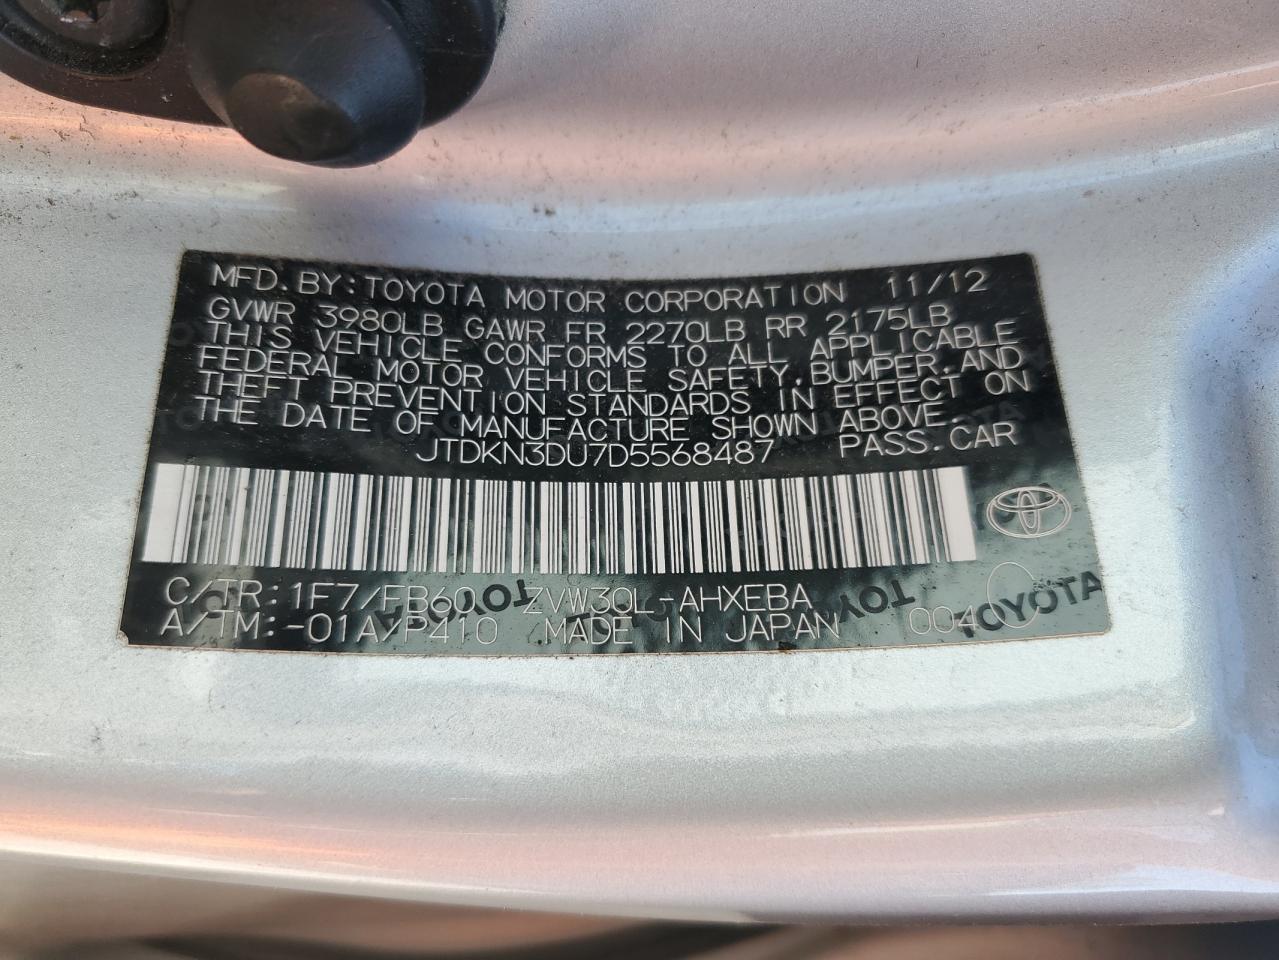 MFD. BY: TOYOTA MOTOR CORPORATION 11/12
GVWR 3980LB GAWR FR 2270LB RR 2175LB
THIS VEHICLE CONFORMS TO ALL APPLICABLE
FEDERAL MOTOR VEHICLE SAFETY, BUMPER, AND
THEFT PREVENTION STANDARDS IN EFFECT ON
THE DATE OF MANUFACTURE SHOWN ABOVE.
JTDKN3DU7D5568487 PASS. CAR
C/TR: 1F7/FB60 ZVW30L-AHXEBA
A/TM: -01A/P410 MADE IN JAPAN 004
TOYOTA